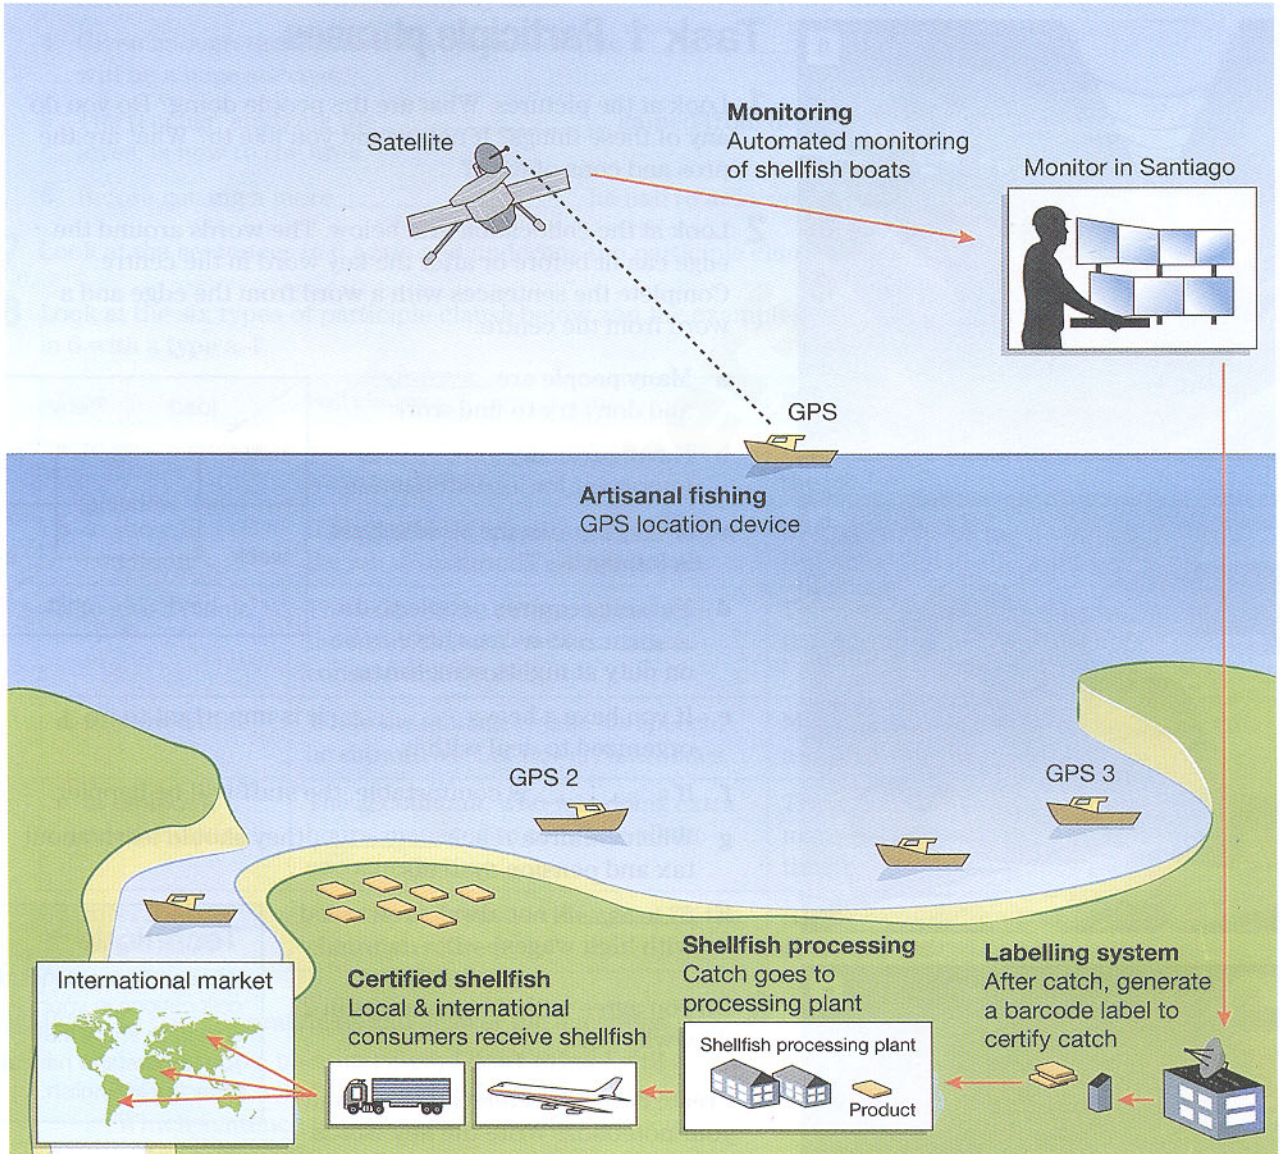 Satellite
Monitoring
Automated monitoring
of shellfish boats
Monitor in Santiago
GPS
Artisanal fishing
GPS location device
GPS 2
GPS 3
International market
Certified shellfish
Local & international
consumers receive shellfish
Shellfish processing
Catch goes to
processing plant
Shellfish processing plant
Product
Labelling system
After catch, generate
a barcode label to
certify catch